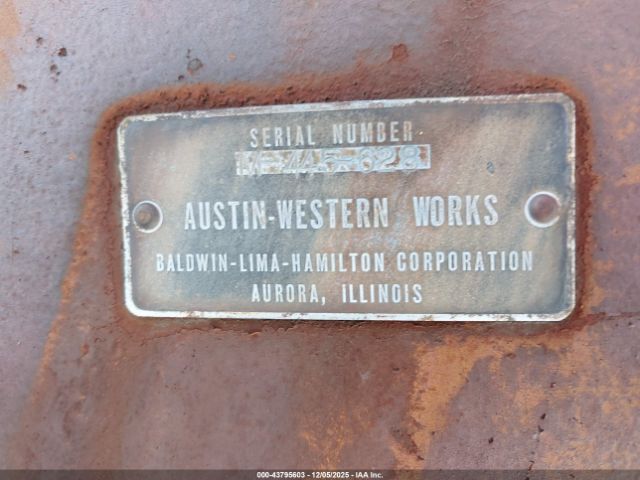 SERIAL NUMBER
AUSTIN-WESTERN WORKS
BALDWIN-LIMA-HAMILTON CORPORATION
AURORA, ILLINOIS
000-43795603 - 12/05/2025 - IAA Inc.